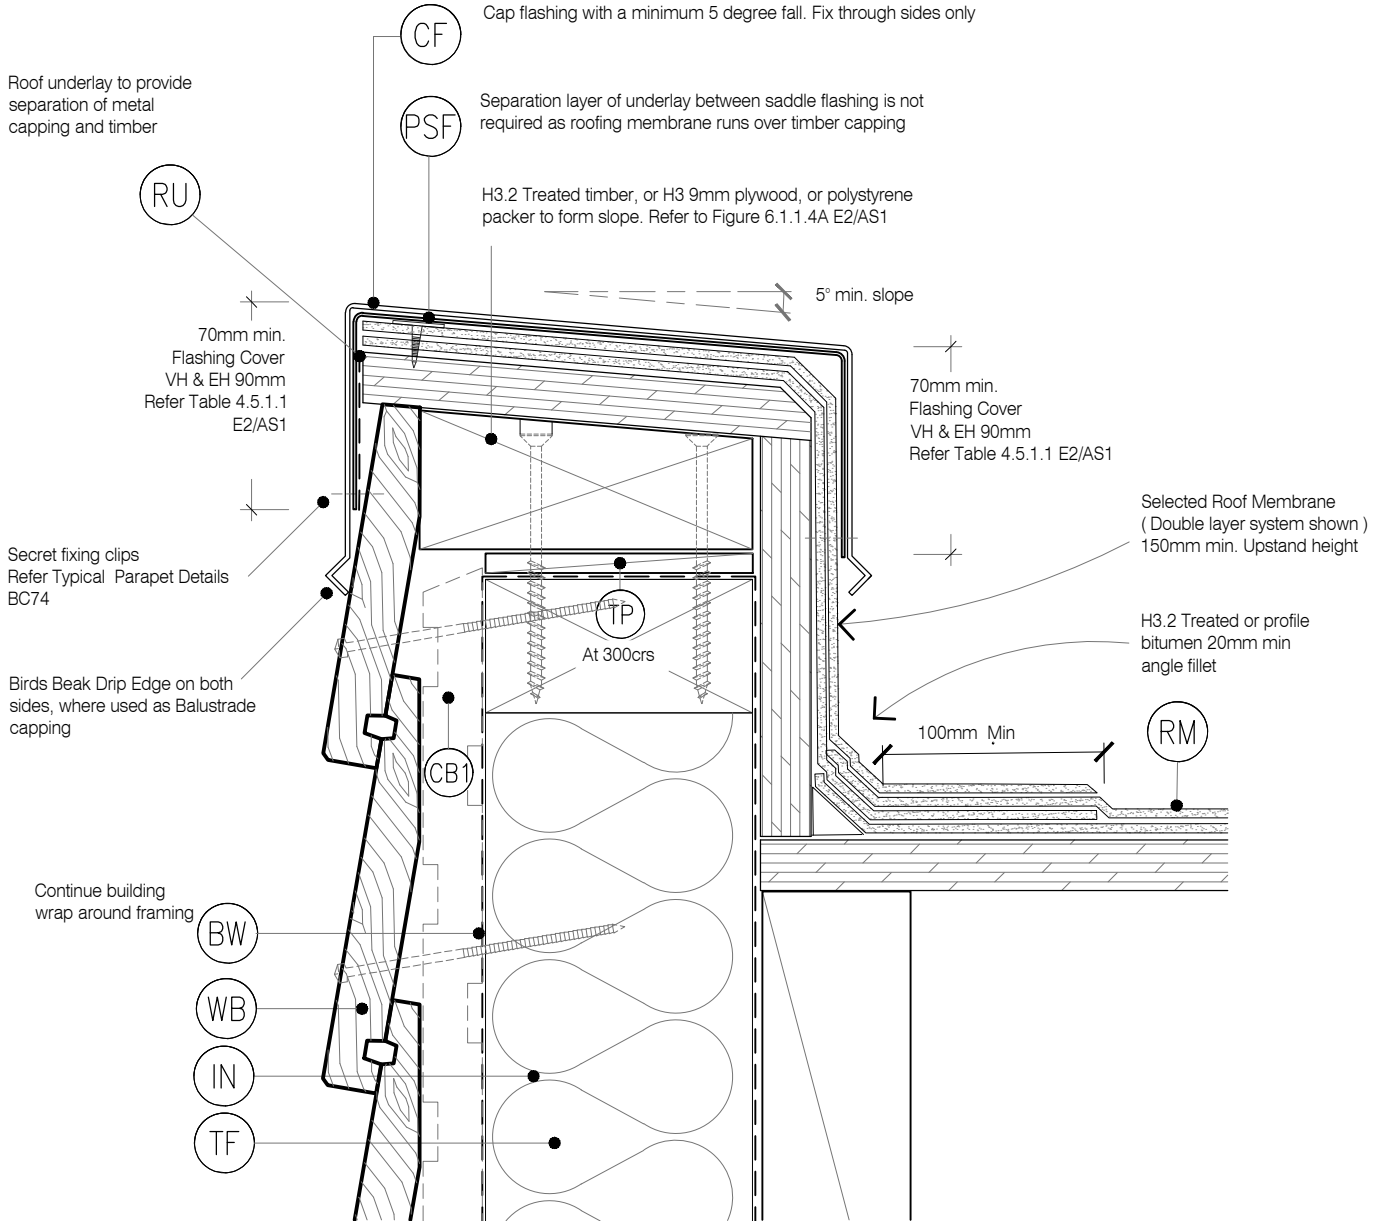 CF
Cap flashing with a minimum 5 degree fall. Fix through sides only
Roof underlay to provide
separation of metal
capping and timber
PSF
Separation layer of underlay between saddle flashing is not
required as roofing membrane runs over timber capping
RU
H3.2 Treated timber, or H3 9mm plywood, or polystyrene
packer to form slope. Refer to Figure 6.1.1.4A E2/AS1
5° min. slope
70mm min.
Flashing Cover
VH & EH 90mm
Refer Table 4.5.1.1
E2/AS1
70mm min.
Flashing Cover
VH & EH 90mm
Refer Table 4.5.1.1 E2/AS1
Selected Roof Membrane
( Double layer system shown )
150mm min. Upstand height
Secret fixing clips
Refer Typical Parapet Details
BC74
TP
At 300crs
H3.2 Treated or profile
bitumen 20mm min
angle fillet
Birds Beak Drip Edge on both
sides, where used as Balustrade
capping
100mm Min
RM
CB1
Continue building
wrap around framing
BW
WB
IN
TF